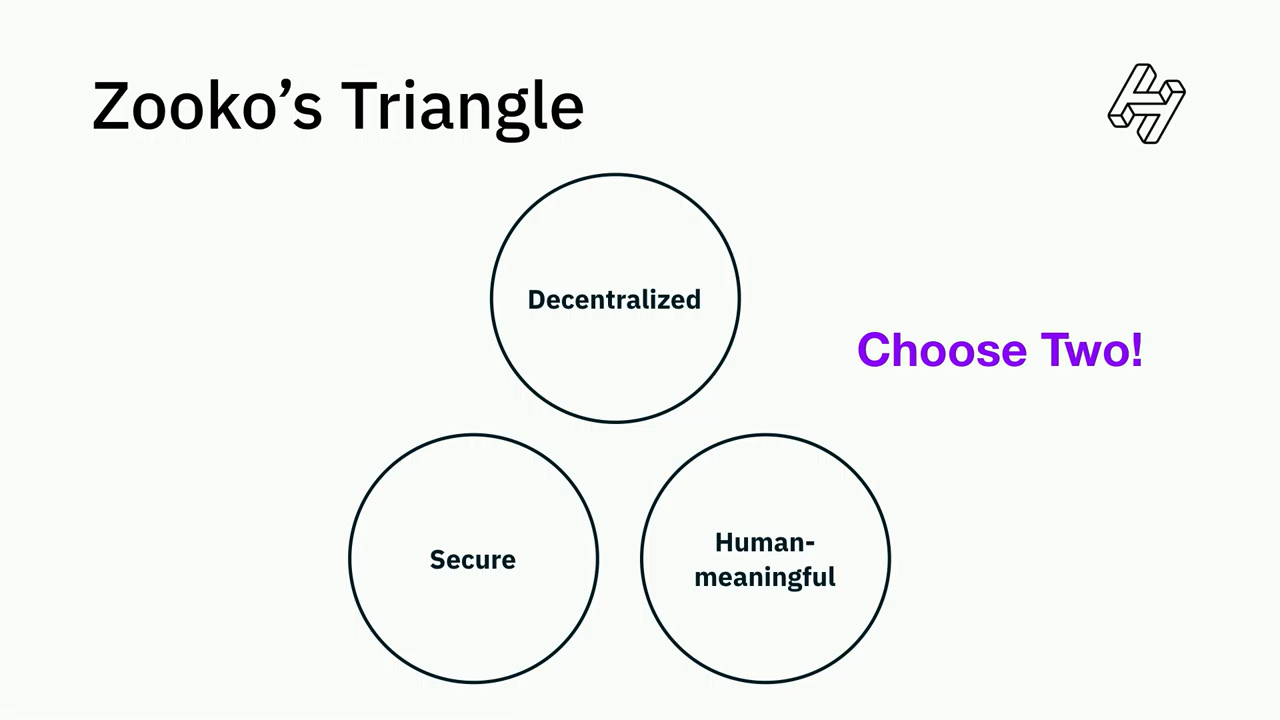 Zooko’s Triangle
Decentralized
Choose Two!
Secure
Human-
meaningful